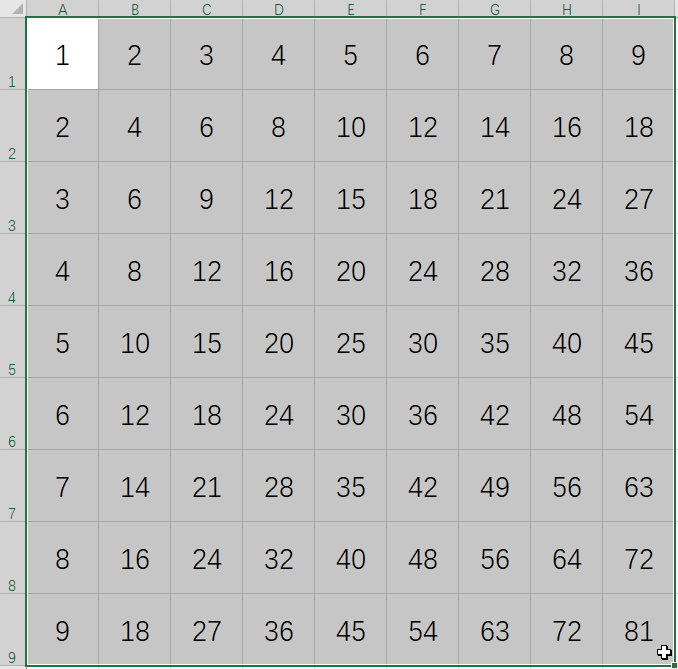 A B C D E F G H I
1 1 2 3 4 5 6 7 8 9
2 2 4 6 8 10 12 14 16 18
3 3 6 9 12 15 18 21 24 27
4 4 8 12 16 20 24 28 32 36
5 5 10 15 20 25 30 35 40 45
6 6 12 18 24 30 36 42 48 54
7 7 14 21 28 35 42 49 56 63
8 8 16 24 32 40 48 56 64 72
9 9 18 27 36 45 54 63 72 81